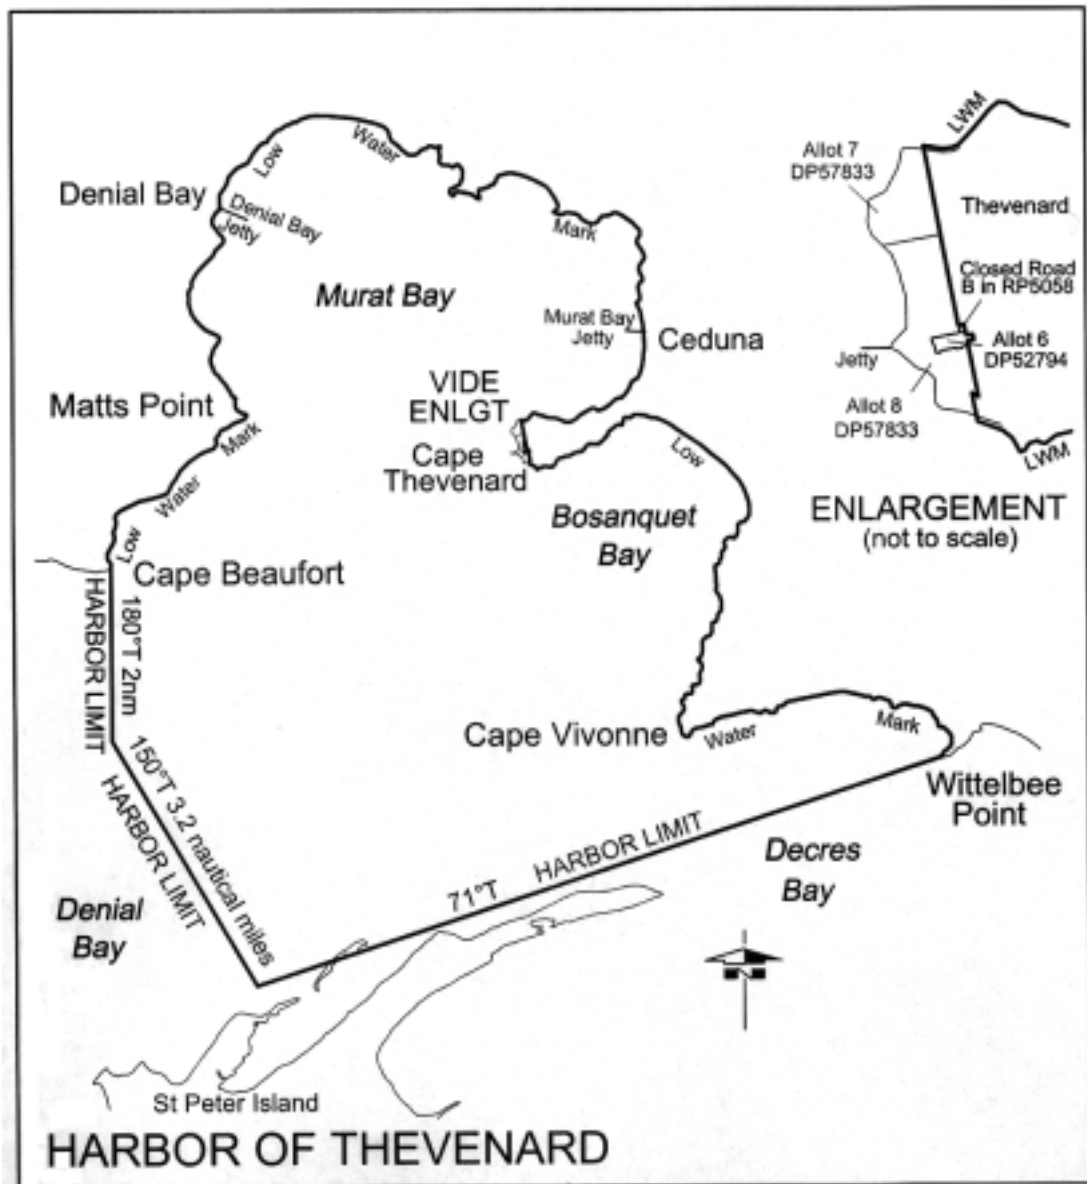 LWM
Low
Water
Allot 7
DP57833
Denial Bay
Denial Bay
Jetty
Mark
Thevenard
Murat Bay
Closed Road
B in RP5058
Murat Bay
Jetty
Ceduna
Allot 6
DP52794
Jetty
VIDE
ENLGT
Matts Point
Allot 8
DP57833
Mark
Cape
Thevenard
Low
LWM
Water
Bosanquet
Bay
ENLARGEMENT
(not to scale)
Low
Cape Beaufort
HARBOR LIMIT
180°T 2nm
Cape Vivonne
Water
Mark
150°T 3.2 nautical miles
HARBOR LIMIT
Wittelbee
Point
71°T
HARBOR LIMIT
Decres
Bay
Denial
Bay
N
St Peter Island
HARBOR OF THEVENARD